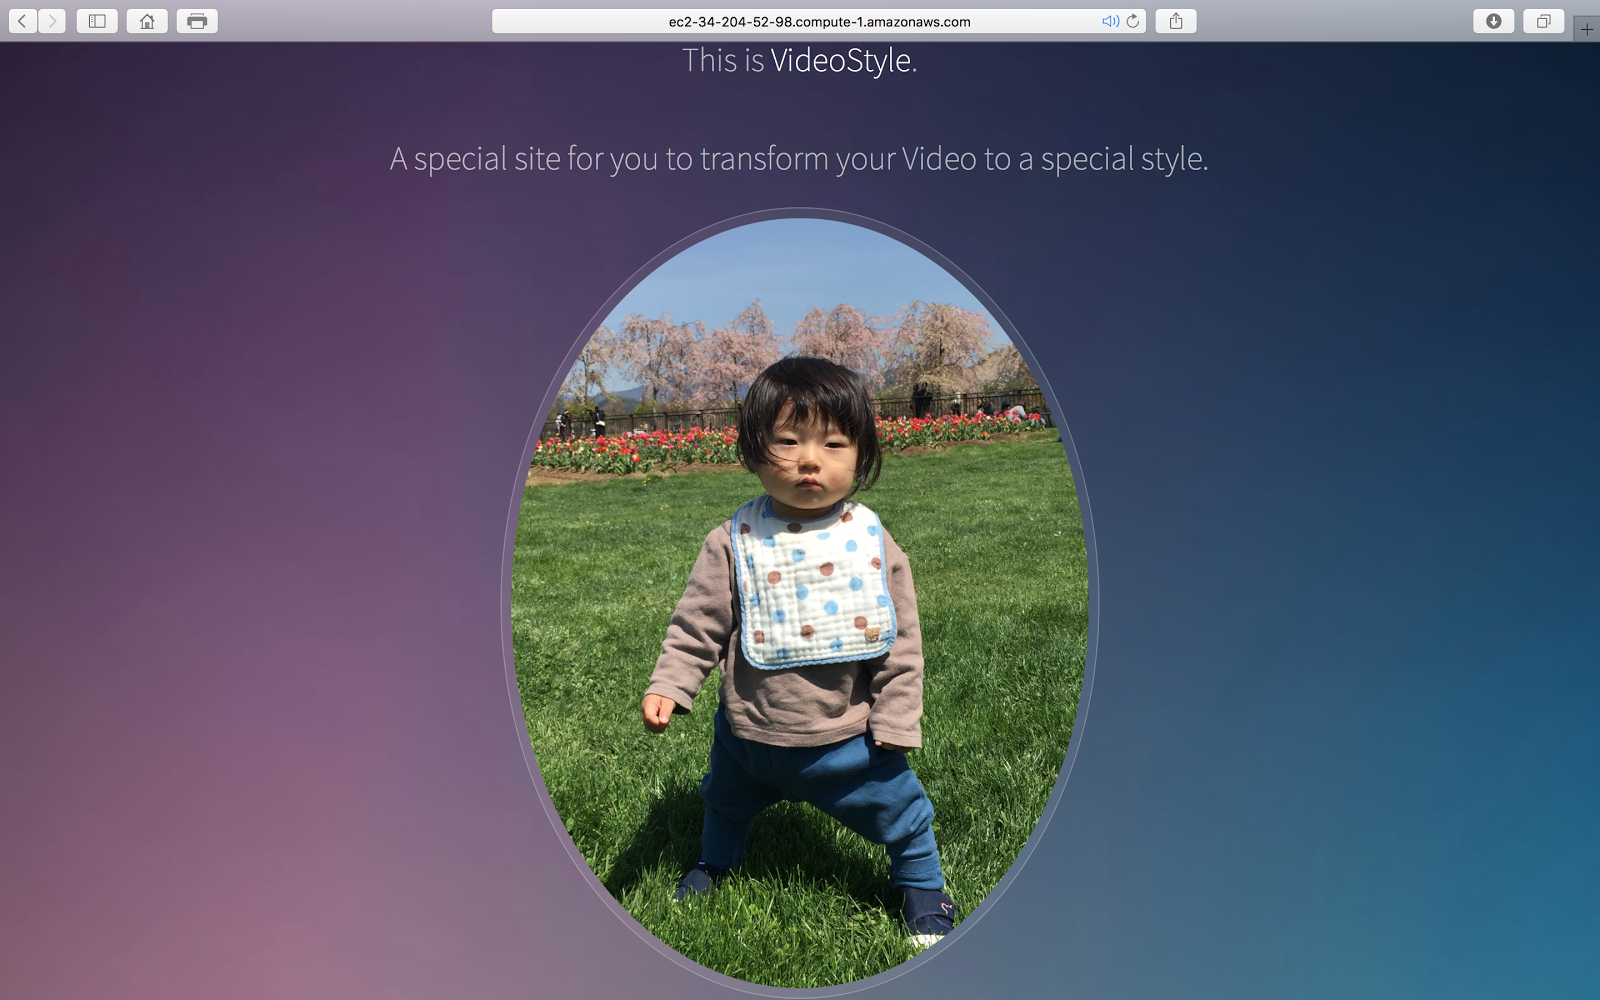 ec2-34-204-52-98.compute-1.amazonaws.com
This is VideoStyle.
A special site for you to transform your Video to a special style.